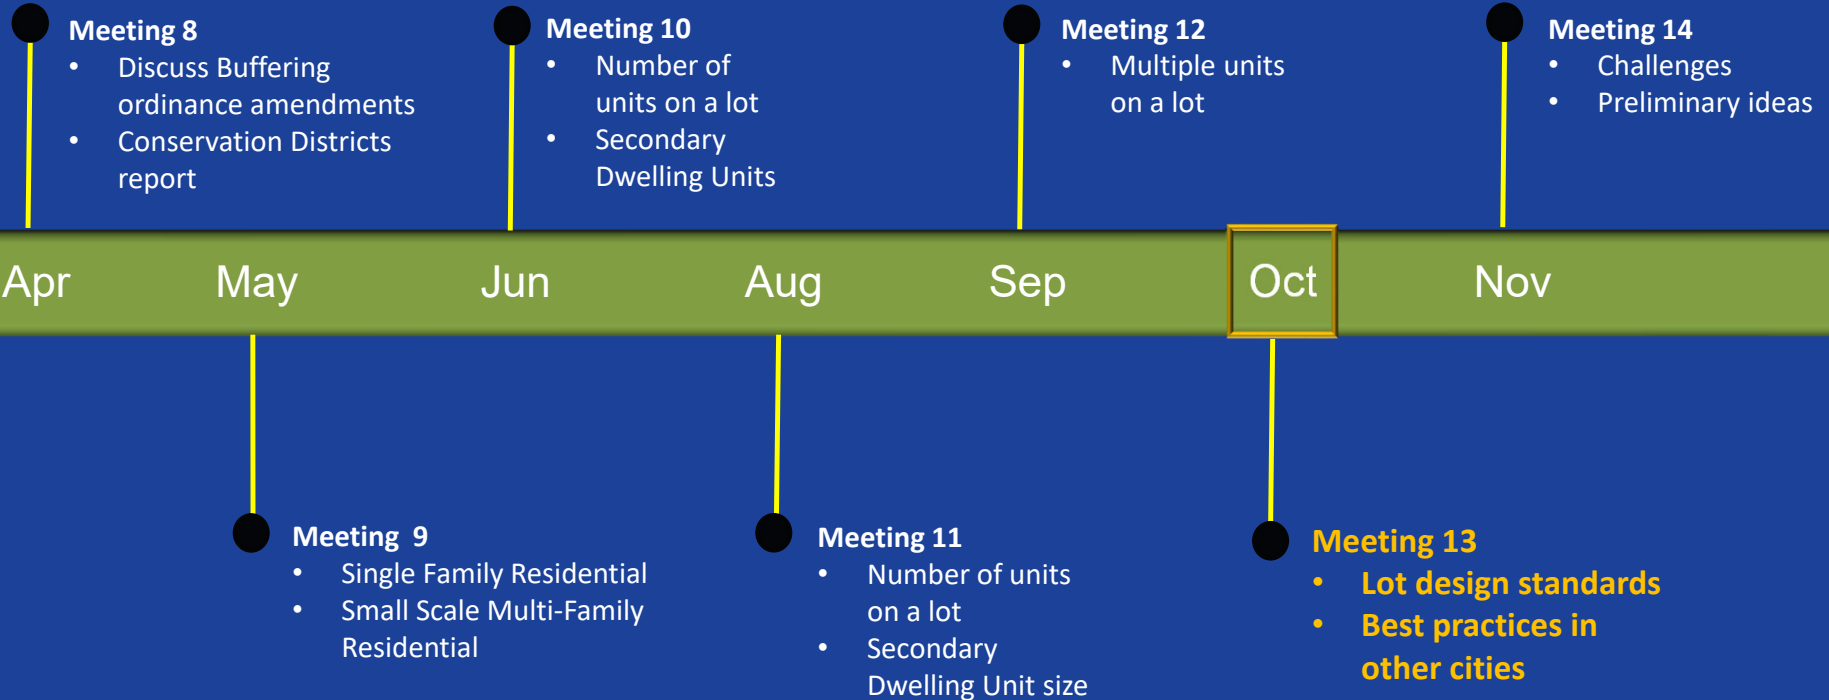 Meeting 8
• Discuss Buffering
ordinance amendments
• Conservation Districts
report
Meeting 10
• Number of
units on a lot
• Secondary
Dwelling Units
Meeting 12
• Multiple units
on a lot
Meeting 14
• Challenges
• Preliminary ideas
Apr May Jun Aug Sep Oct Nov
Meeting 9
• Single Family Residential
• Small Scale Multi-Family
Residential
Meeting 11
• Number of units
on a lot
• Secondary
Dwelling Unit size
Meeting 13
• Lot design standards
• Best practices in
other cities